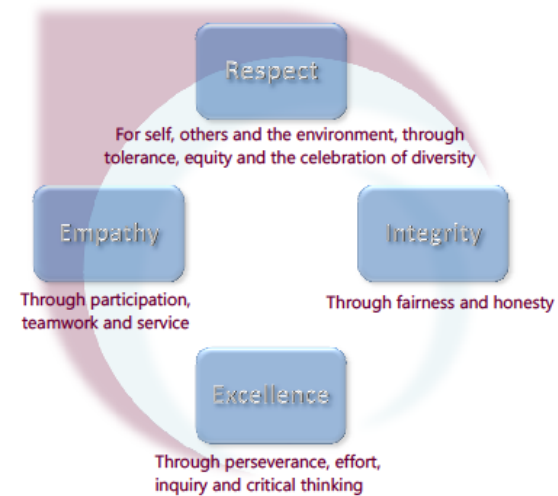 Respect
For self, others and the environment, through
tolerance, equity and the celebration of diversity
Empathy
Through participation,
teamwork and service
Integrity
Through fairness and honesty
Excellence
Through perseverance, effort,
inquiry and critical thinking